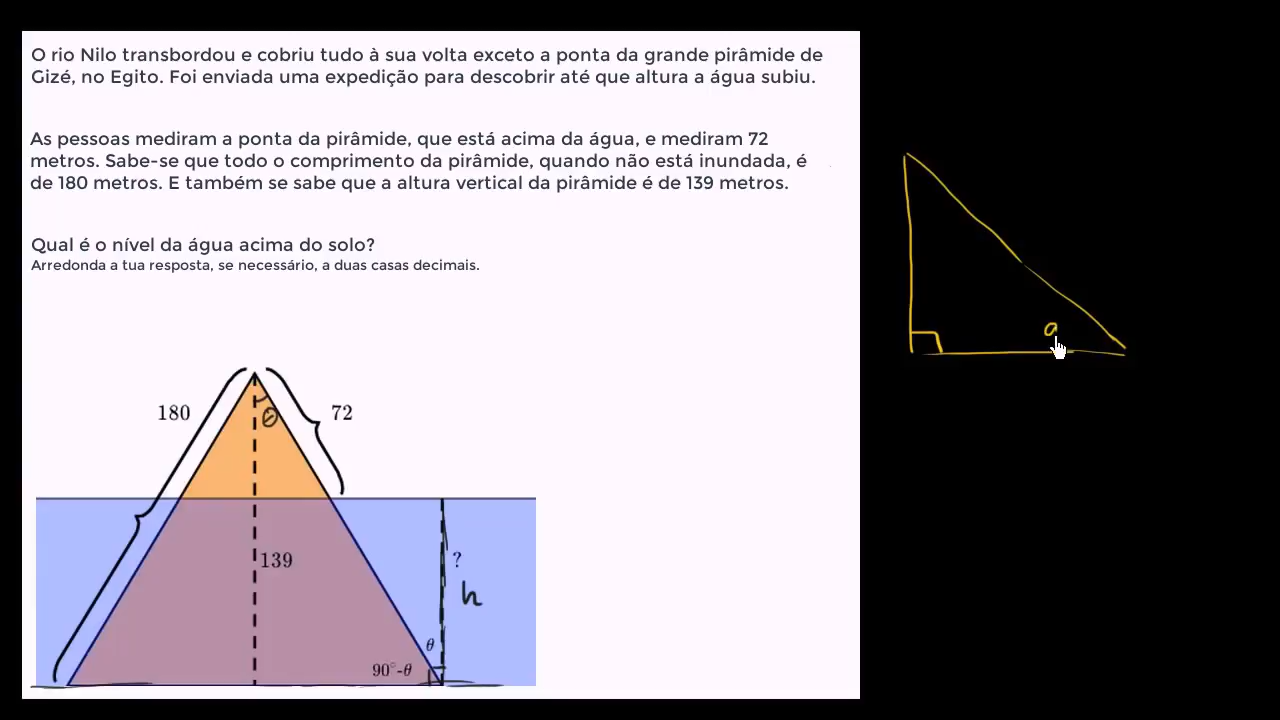 O rio Nilo transbordou e cobriu tudo à sua volta exceto a ponta da grande pirâmide de
Gizé, no Egito. Foi enviada uma expedição para descobrir até que altura a água subiu.
As pessoas mediram a ponta da pirâmide, que está acima da água, e mediram 72
metros. Sabe-se que todo o comprimento da pirâmide, quando não está inundada, é
de 180 metros. E também se sabe que a altura vertical da pirâmide é de 139 metros.
Qual é o nível da água acima do solo?
Arredonda a tua resposta, se necessário, a duas casas decimais.
a
180
72
θ
139
?
h
θ
90°-θ